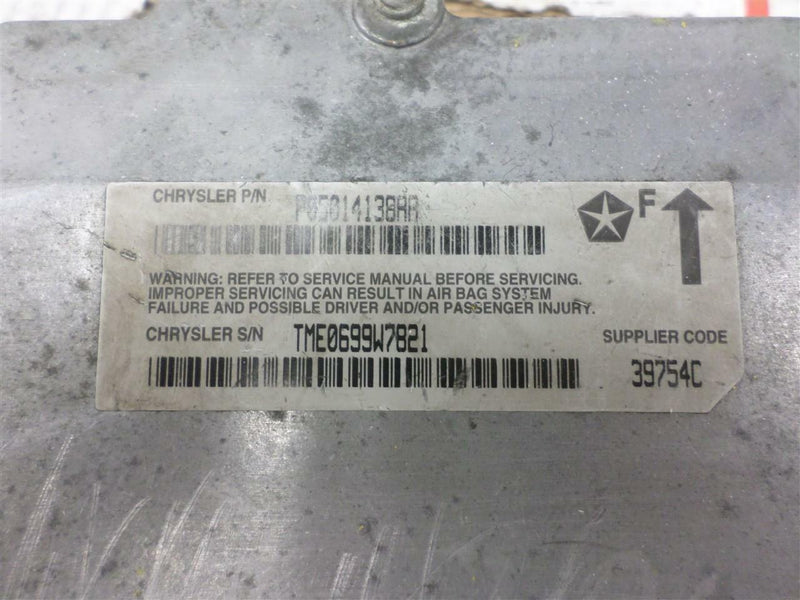 CHRYSLER P/N P05014138AA
F
WARNING: REFER TO SERVICE MANUAL BEFORE SERVICING.
IMPROPER SERVICING CAN RESULT IN AIR BAG SYSTEM
FAILURE AND POSSIBLE DRIVER AND/OR PASSENGER INJURY.
CHRYSLER S/N TME0699W7821
SUPPLIER CODE
39754C